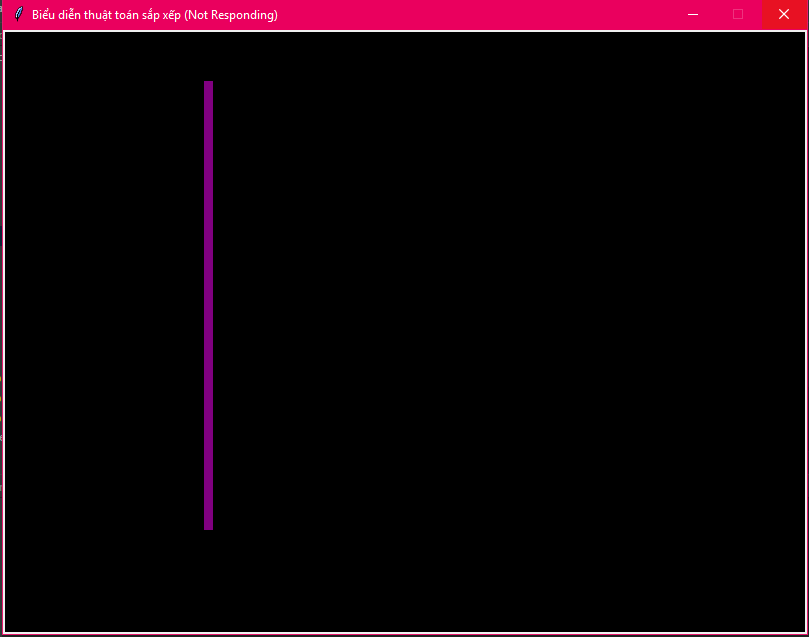 Biểu diễn thuật toán sắp xếp (Not Responding)